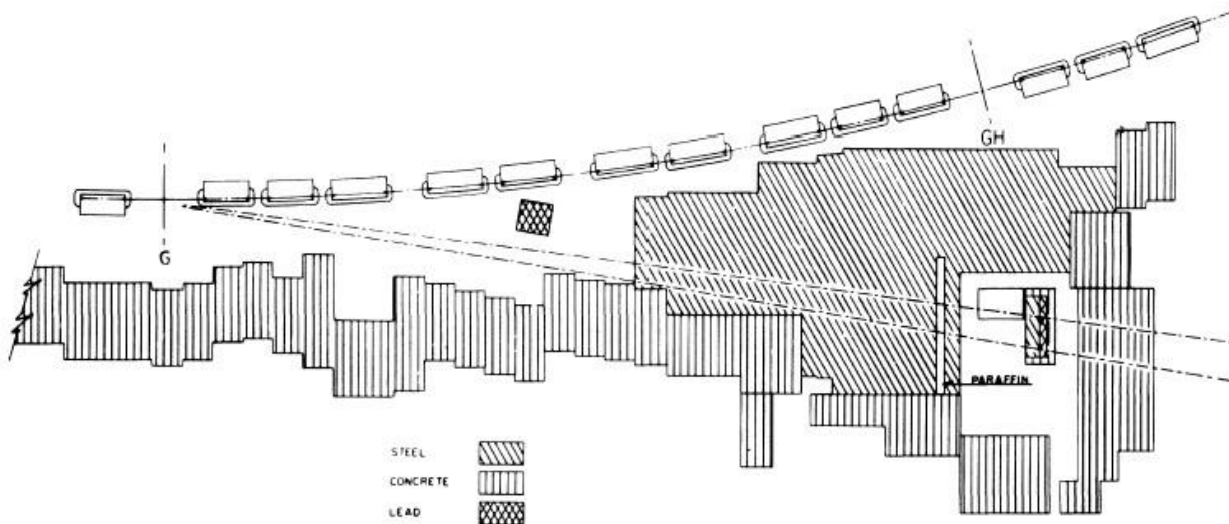 GH
G
PARAFFIN
STEEL
CONCRETE
LEAD